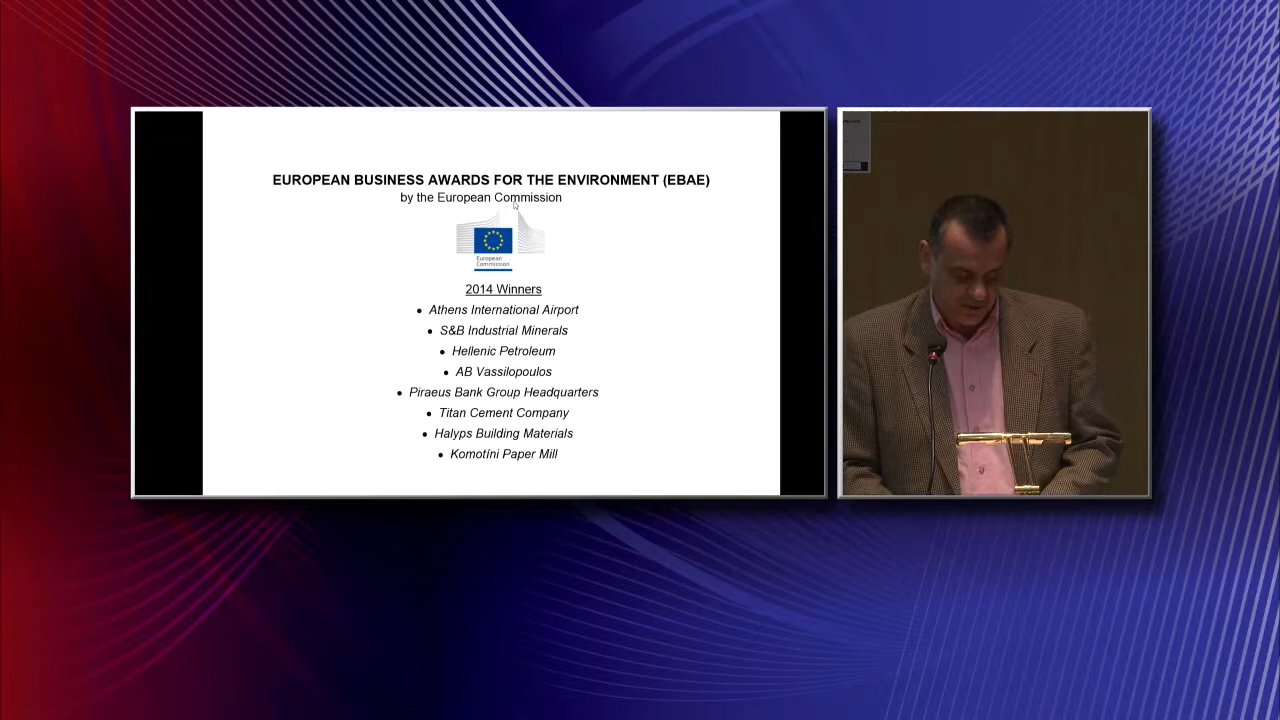 EUROPEAN BUSINESS AWARDS FOR THE ENVIRONMENT (EBAE)
by the European Commission
European
Commission
2014 Winners
• Athens International Airport
• S&B Industrial Minerals
• Hellenic Petroleum
• AB Vassilopoulos
• Piraeus Bank Group Headquarters
• Titan Cement Company
• Halyps Building Materials
• Komotíni Paper Mill